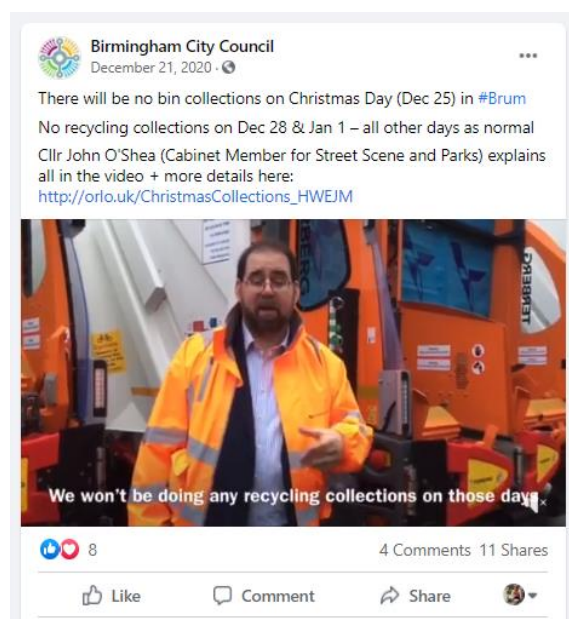 Birmingham City Council
December 21, 2020 ·
There will be no bin collections on Christmas Day (Dec 25) in #Brum
No recycling collections on Dec 28 & Jan 1 – all other days as normal
Cllr John O'Shea (Cabinet Member for Street Scene and Parks) explains
all in the video + more details here:
http://orlo.uk/ChristmasCollections_HWEJM
TERBERG
We won't be doing any recycling collections on those days
8
4 Comments 11 Shares
Like
Comment
Share